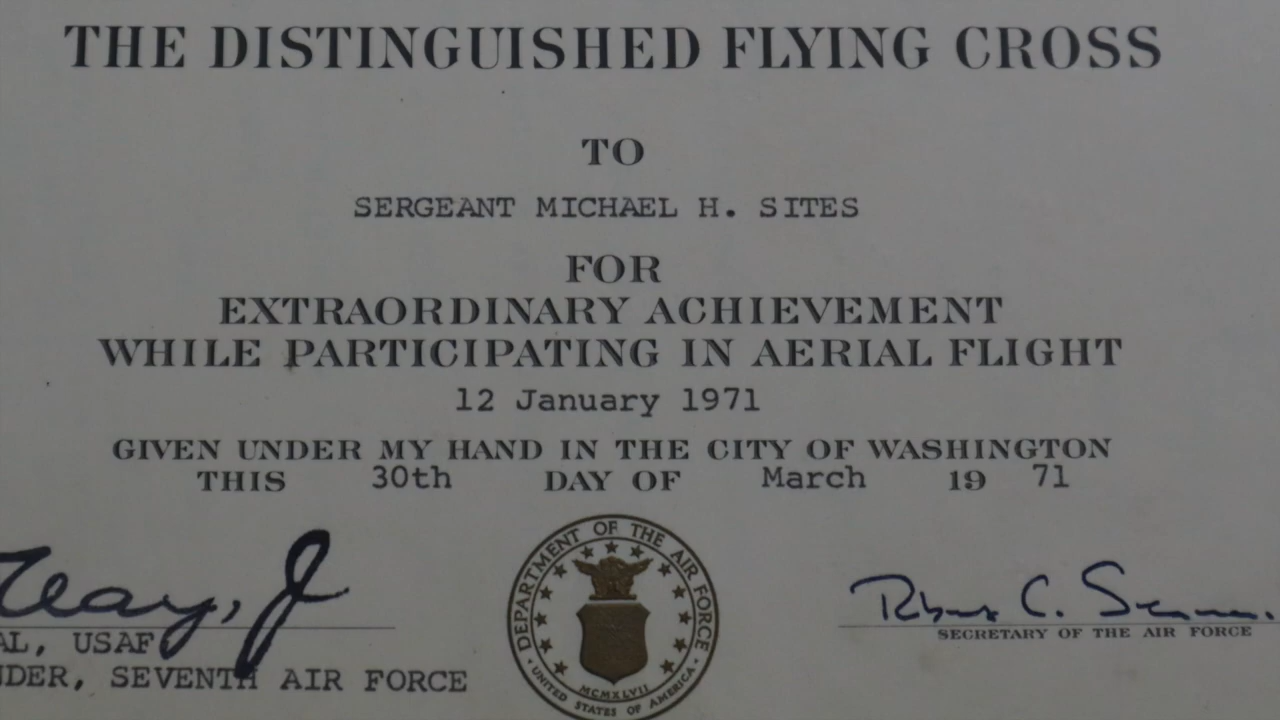 THE DISTINGUISHED FLYING CROSS
TO
SERGEANT MICHAEL H. SITES
FOR
EXTRAORDINARY ACHIEVEMENT
WHILE PARTICIPATING IN AERIAL FLIGHT
12 January 1971
GIVEN UNDER MY HAND IN THE CITY OF WASHINGTON
THIS 30th DAY OF March 19 71
DEPARTMENT OF THE AIR FORCE
MCMXLVII
UNITED STATES OF AMERICA
C.
AL, USAF
NDER, SEVENTH AIR FORCE
SECRETARY OF THE AIR FORCE